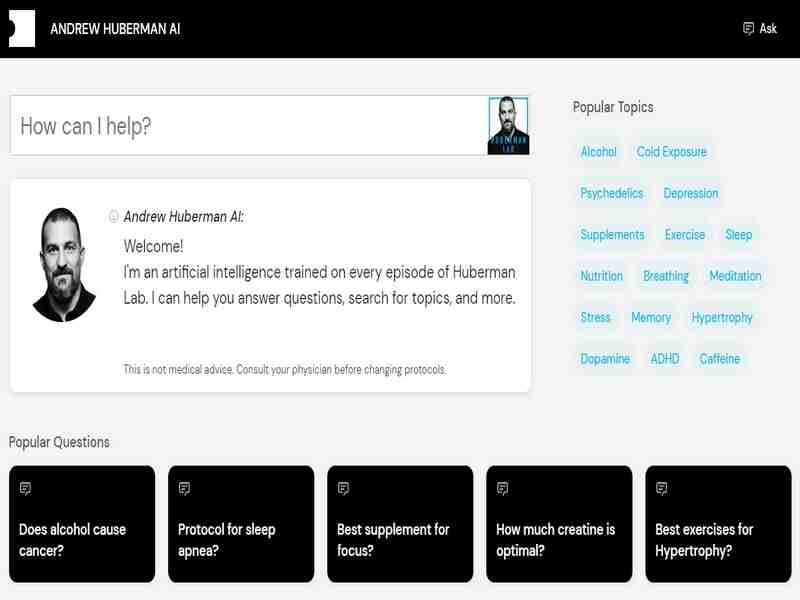 ANDREW HUBERMAN AI
Ask
How can I help?
HUBERMAN
LAB
Andrew Huberman AI:
Welcome!
I'm an artificial intelligence trained on every episode of Huberman
Lab. I can help you answer questions, search for topics, and more.
This is not medical advice. Consult your physician before changing protocols.
Popular Topics
Alcohol Cold Exposure
Psychedelics Depression
Supplements Exercise Sleep
Nutrition Breathing Meditation
Stress Memory Hypertrophy
Dopamine ADHD Caffeine
Popular Questions
Does alcohol cause
cancer?
Protocol for sleep
apnea?
Best supplement for
focus?
How much creatine is
optimal?
Best exercises for
Hypertrophy?